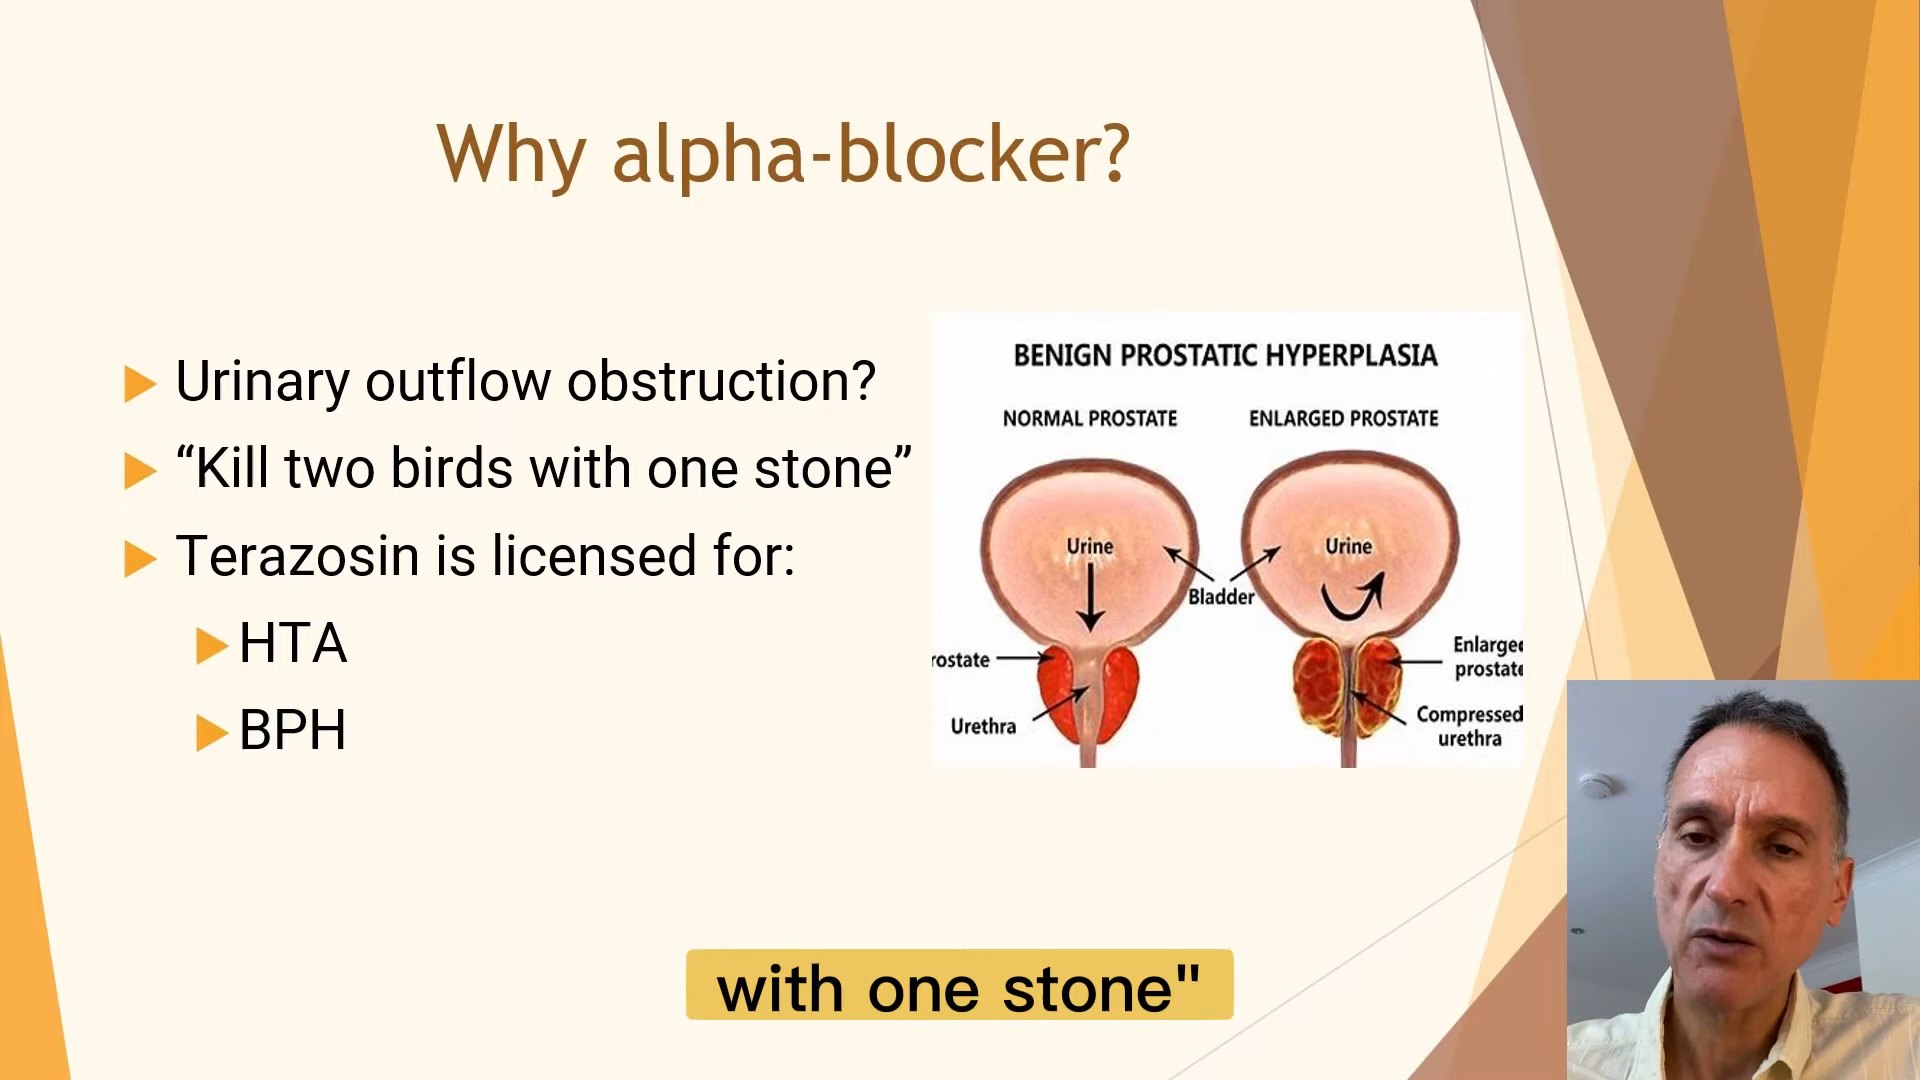 Why alpha-blocker?
Urinary outflow obstruction?
“Kill two birds with one stone”
Terazosin is licensed for:
HTA
BPH
BENIGN PROSTATIC HYPERPLASIA
NORMAL PROSTATE
ENLARGED PROSTATE
Urine
Urine
Bladder
rostate
Urethra
Enlarged
prostate
Compressed
urethra
with one stone"